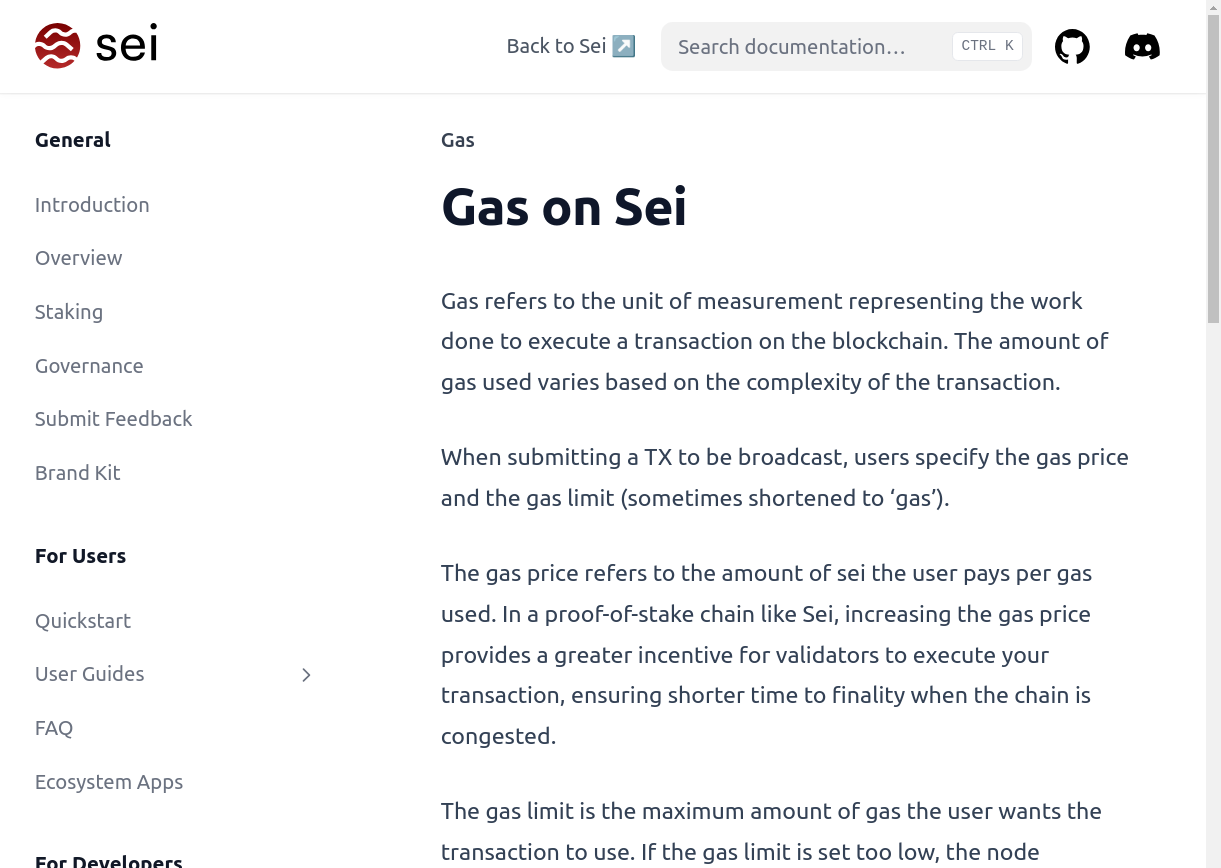 sei
Back to Sei ↗
Search documentation…
CTRL K
General
Introduction
Overview
Staking
Governance
Submit Feedback
Brand Kit
For Users
Quickstart
User Guides
FAQ
Ecosystem Apps
For Developers
Gas
Gas on Sei
Gas refers to the unit of measurement representing the work
done to execute a transaction on the blockchain. The amount of
gas used varies based on the complexity of the transaction.
When submitting a TX to be broadcast, users specify the gas price
and the gas limit (sometimes shortened to ‘gas’).
The gas price refers to the amount of sei the user pays per gas
used. In a proof-of-stake chain like Sei, increasing the gas price
provides a greater incentive for validators to execute your
transaction, ensuring shorter time to finality when the chain is
congested.
The gas limit is the maximum amount of gas the user wants the
transaction to use. If the gas limit is set too low, the node